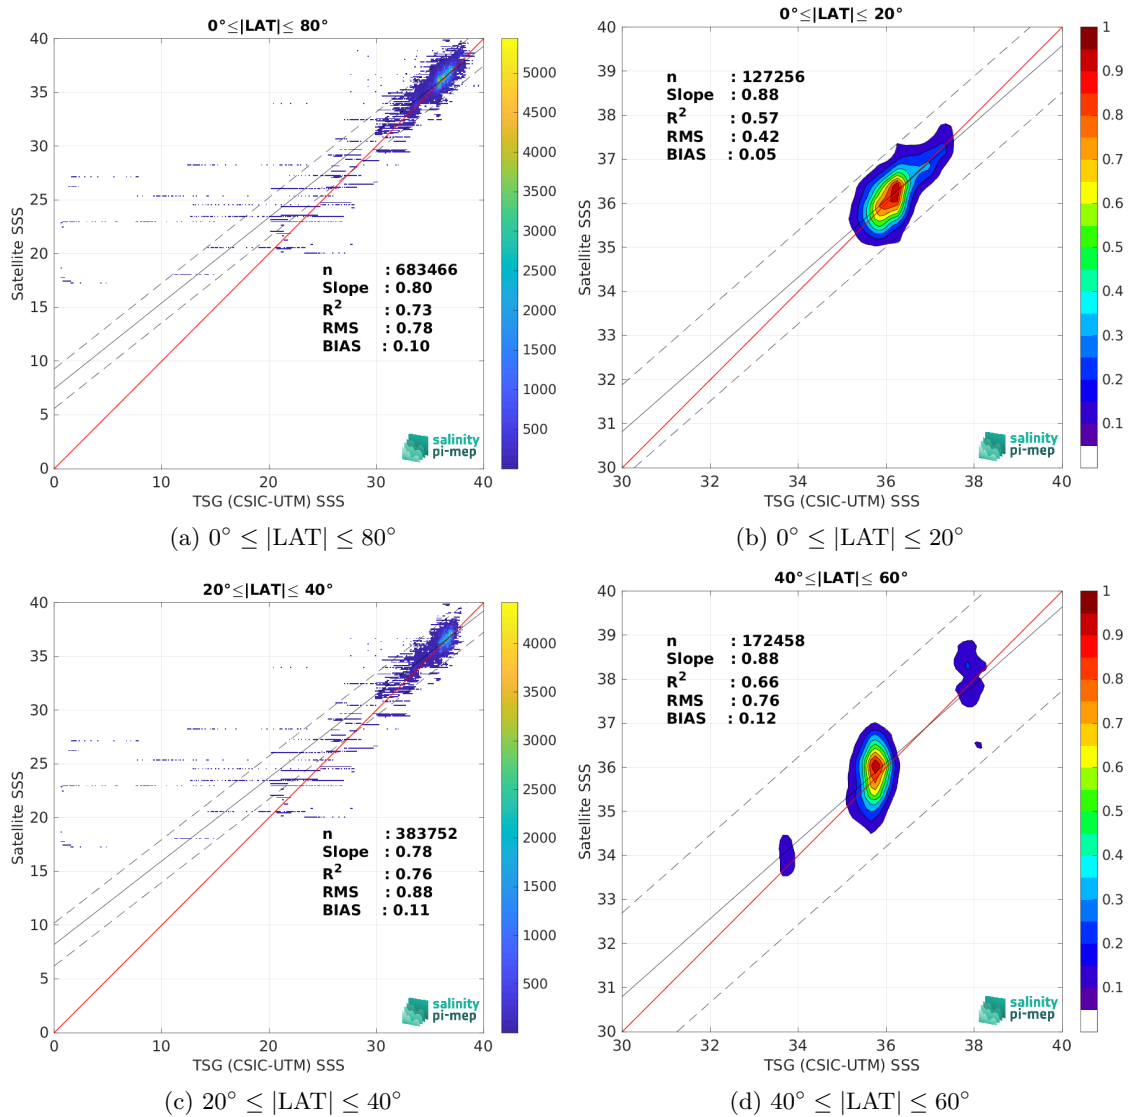 0°≤|LAT|≤ 80°
40
35
30
25
20
15
10
5
0
Satellite SSS
n : 683466
Slope : 0.80
R² : 0.73
RMS : 0.78
BIAS : 0.10
salinity
pi-mep
0 10 20 30 40
TSG (CSIC-UTM) SSS
5000
4500
4000
3500
3000
2500
2000
1500
1000
500
(a) 0° ≤ |LAT| ≤ 80°
0°≤|LAT|≤ 20°
40
39
38
37
36
35
34
33
32
31
30
Satellite SSS
n : 127256
Slope : 0.88
R² : 0.57
RMS : 0.42
BIAS : 0.05
salinity
pi-mep
30 32 34 36 38 40
TSG (CSIC-UTM) SSS
1
0.9
0.8
0.7
0.6
0.5
0.4
0.3
0.2
0.1
(b) 0° ≤ |LAT| ≤ 20°
20°≤|LAT|≤ 40°
40
35
30
25
20
15
10
5
0
Satellite SSS
n : 383752
Slope : 0.78
R² : 0.76
RMS : 0.88
BIAS : 0.11
salinity
pi-mep
0 10 20 30 40
TSG (CSIC-UTM) SSS
4000
3500
3000
2500
2000
1500
1000
500
(c) 20° ≤ |LAT| ≤ 40°
40°≤|LAT|≤ 60°
40
39
38
37
36
35
34
33
32
31
30
Satellite SSS
n : 172458
Slope : 0.88
R² : 0.66
RMS : 0.76
BIAS : 0.12
salinity
pi-mep
30 32 34 36 38 40
TSG (CSIC-UTM) SSS
1
0.9
0.8
0.7
0.6
0.5
0.4
0.3
0.2
0.1
(d) 40° ≤ |LAT| ≤ 60°